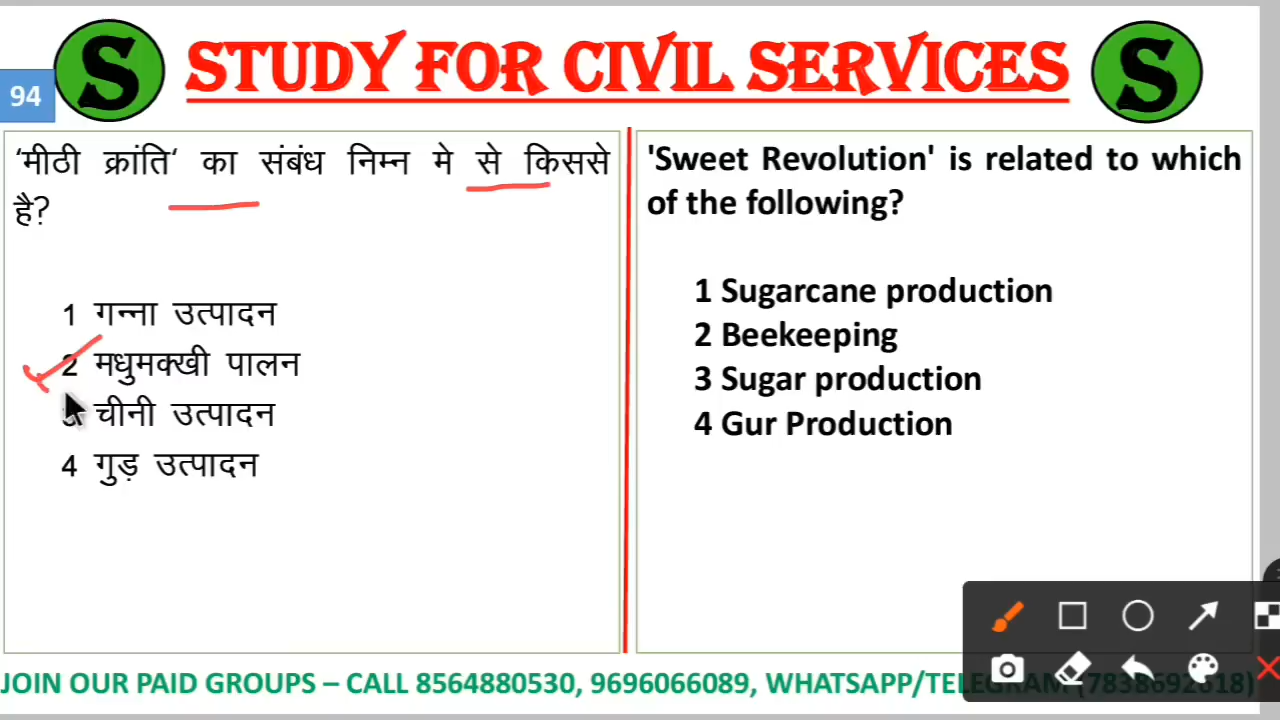 S STUDY FOR CIVIL SERVICES S
94
‘मीठी क्रांति‘ का संबंध निम्न मे से किससे
है?
1 गन्ना उत्पादन
2 मधुमक्खी पालन
चीनी उत्पादन
4 गुड़ उत्पादन
'Sweet Revolution' is related to which
of the following?
1 Sugarcane production
2 Beekeeping
3 Sugar production
4 Gur Production
JOIN OUR PAID GROUPS – CALL 8564880530, 9696066089, WHATSAPP/TELEGRAM (7838692618)